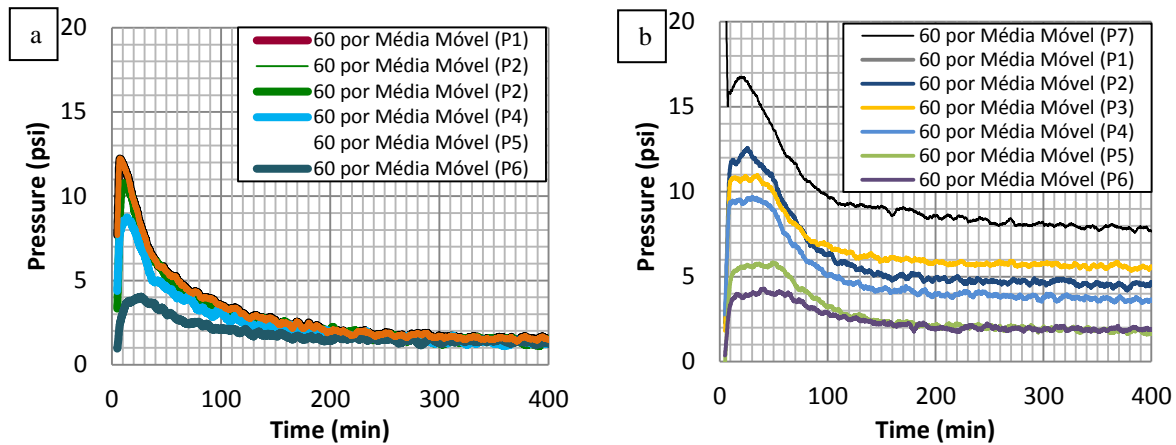 a
60 por Média Móvel (P1)
60 por Média Móvel (P2)
60 por Média Móvel (P2)
60 por Média Móvel (P4)
60 por Média Móvel (P5)
60 por Média Móvel (P6)
20
15
10
5
0
Pressure (psi)
0 100 200 300 400
Time (min)
b
60 por Média Móvel (P7)
60 por Média Móvel (P1)
60 por Média Móvel (P2)
60 por Média Móvel (P3)
60 por Média Móvel (P4)
60 por Média Móvel (P5)
60 por Média Móvel (P6)
20
15
10
5
0
Pressure (psi)
0 100 200 300 400
Time (min)